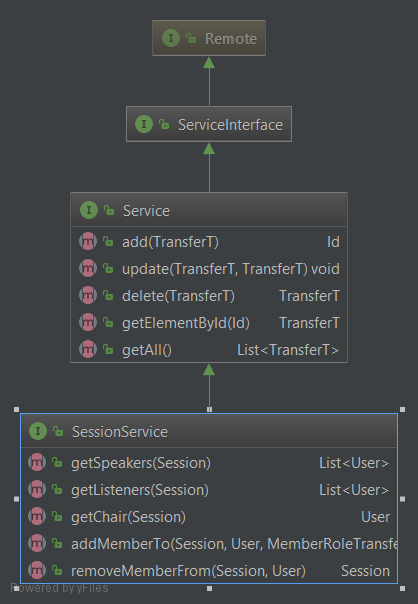 I Remote
I ServiceInterface
I Service
m add(TransferT) Id
m update(TransferT, TransferT) void
m delete(TransferT) TransferT
m getElementById(Id) TransferT
m getAll() List<TransferT>
I SessionService
m getSpeakers(Session) List<User>
m getListeners(Session) List<User>
m getChair(Session) User
m addMemberTo(Session, User, MemberRoleTransfe
m removeMemberFrom(Session, User) Session
Powered by yFiles